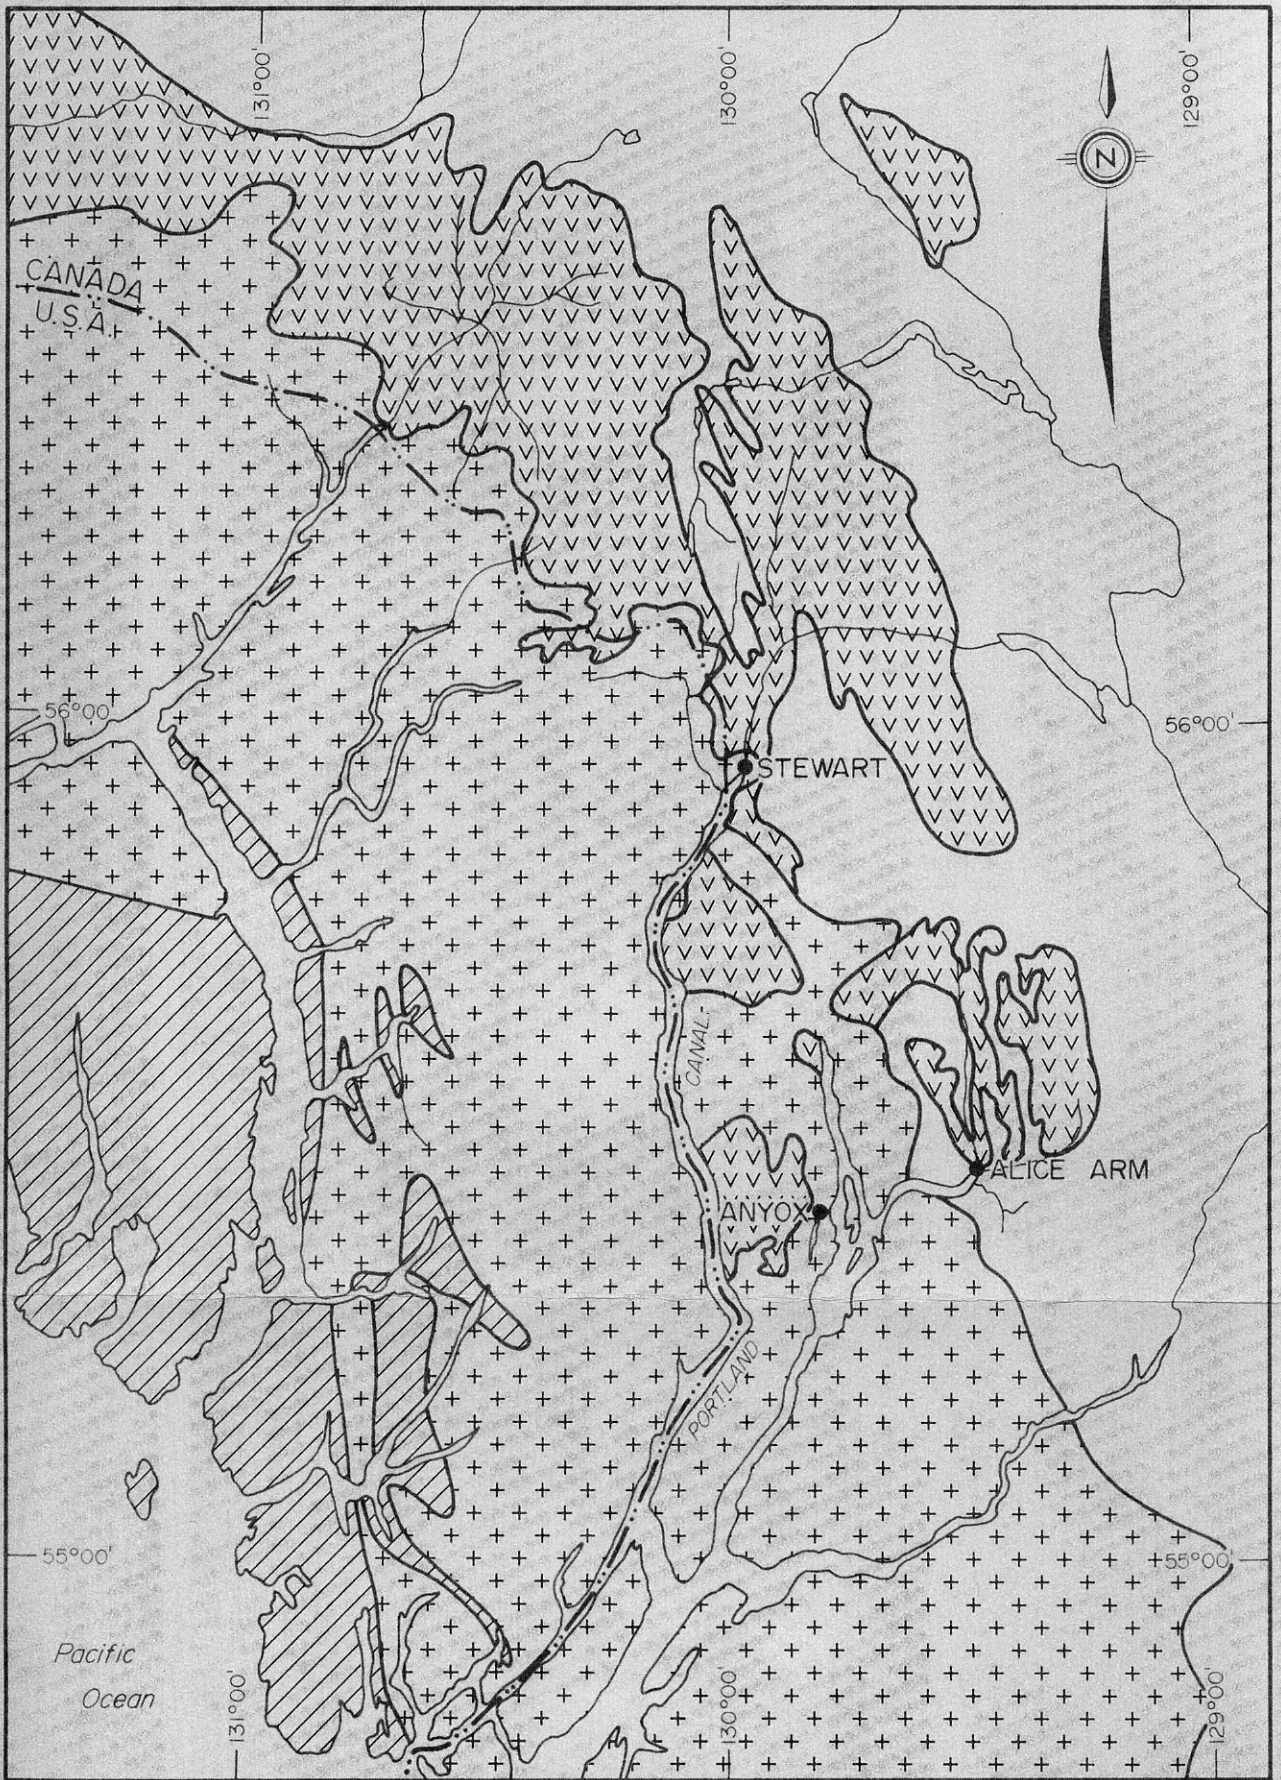 131°00'
130°00'
129°00'
N
CANADA
U.S.A.
56°00'
56°00'
STEWART
CANAL
ALICE ARM
ANYOX
PORTLAND
55°00'
55°00'
Pacific
Ocean
131°00'
130°00'
129°00'